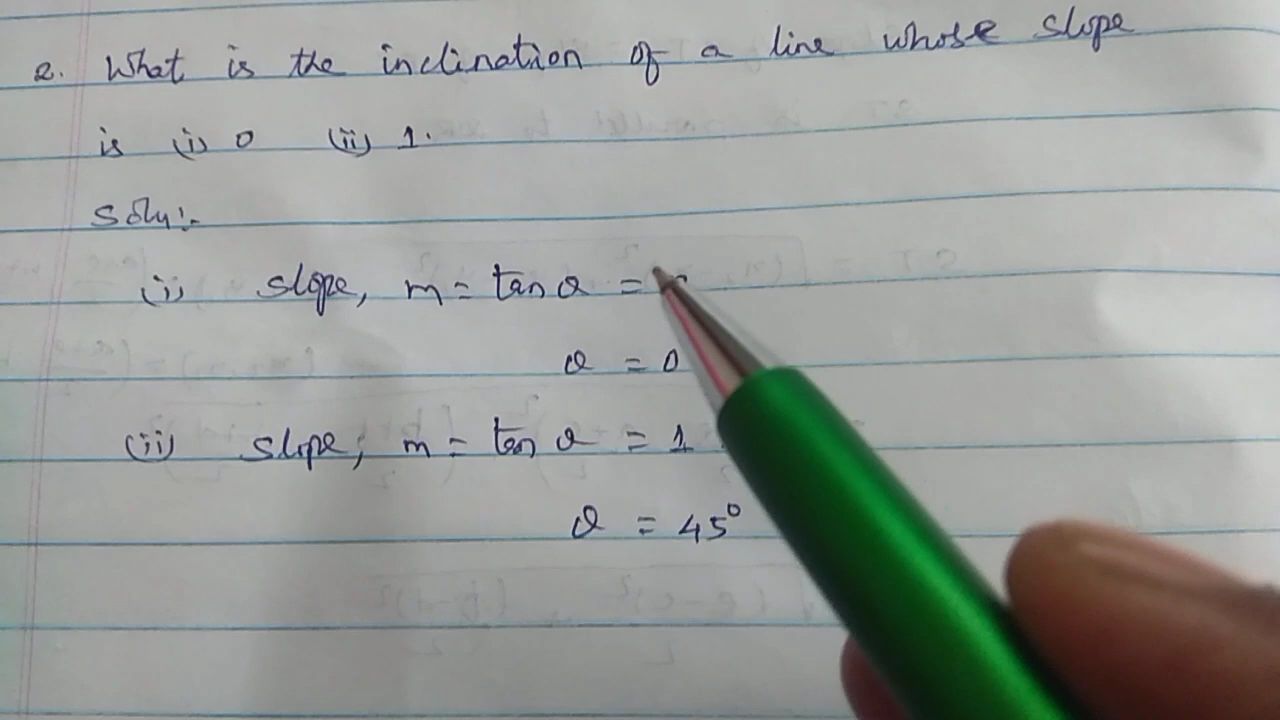 2. What is the inclination of a line whose slope
is (i) 0 (ii) 1.
Soln:-
(i) slope, m = tan θ =
θ = 0
(ii) slope, m = tan θ = 1
θ = 45°